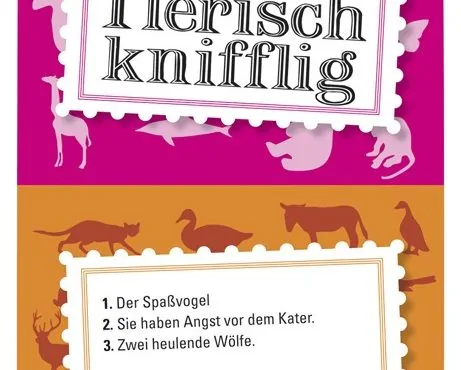 Tierisch
knifflig
1. Der Spaßvogel
2. Sie haben Angst vor dem Kater.
3. Zwei heulende Wölfe.